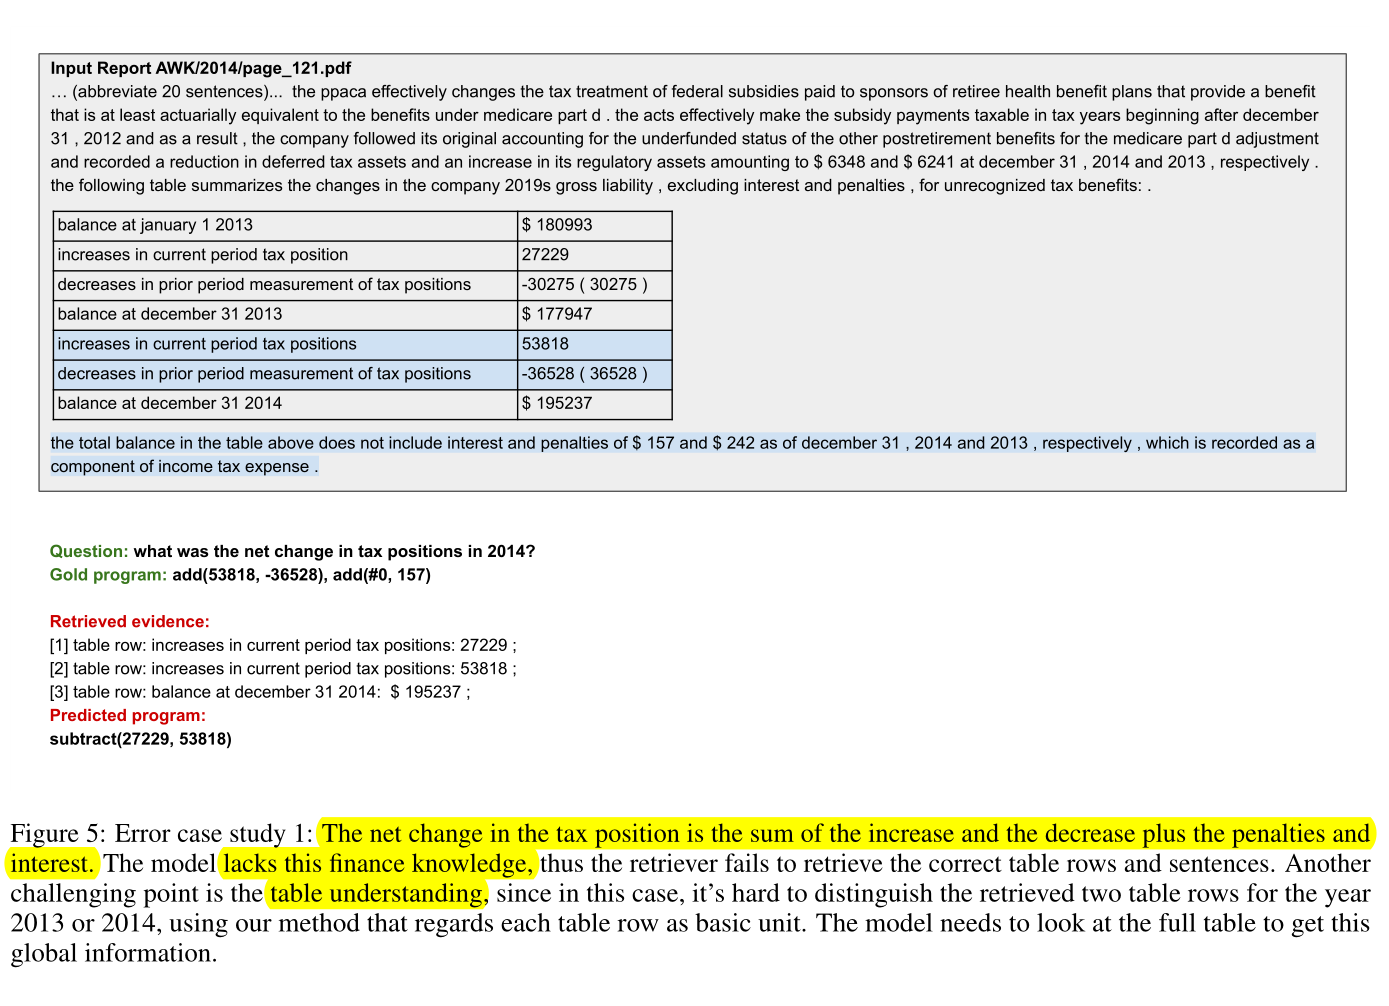 Input Report AWK/2014/page_121.pdf
... (abbreviate 20 sentences)... the ppaca effectively changes the tax treatment of federal subsidies paid to sponsors of retiree health benefit plans that provide a benefit
that is at least actuarially equivalent to the benefits under medicare part d . the acts effectively make the subsidy payments taxable in tax years beginning after december
31 , 2012 and as a result , the company followed its original accounting for the underfunded status of the other postretirement benefits for the medicare part d adjustment
and recorded a reduction in deferred tax assets and an increase in its regulatory assets amounting to $ 6348 and $ 6241 at december 31 , 2014 and 2013 , respectively .
the following table summarizes the changes in the company 2019s gross liability , excluding interest and penalties , for unrecognized tax benefits: .
balance at january 1 2013 $ 180993
increases in current period tax position 27229
decreases in prior period measurement of tax positions -30275 ( 30275 )
balance at december 31 2013 $ 177947
increases in current period tax positions 53818
decreases in prior period measurement of tax positions -36528 ( 36528 )
balance at december 31 2014 $ 195237
the total balance in the table above does not include interest and penalties of $ 157 and $ 242 as of december 31 , 2014 and 2013 , respectively , which is recorded as a
component of income tax expense .
Question: what was the net change in tax positions in 2014?
Gold program: add(53818, -36528), add(#0, 157)
Retrieved evidence:
[1] table row: increases in current period tax positions: 27229 ;
[2] table row: increases in current period tax positions: 53818 ;
[3] table row: balance at december 31 2014: $ 195237 ;
Predicted program:
subtract(27229, 53818)
Figure 5: Error case study 1: The net change in the tax position is the sum of the increase and the decrease plus the penalties and
interest. The model lacks this finance knowledge, thus the retriever fails to retrieve the correct table rows and sentences. Another
challenging point is the table understanding, since in this case, it's hard to distinguish the retrieved two table rows for the year
2013 or 2014, using our method that regards each table row as basic unit. The model needs to look at the full table to get this
global information.